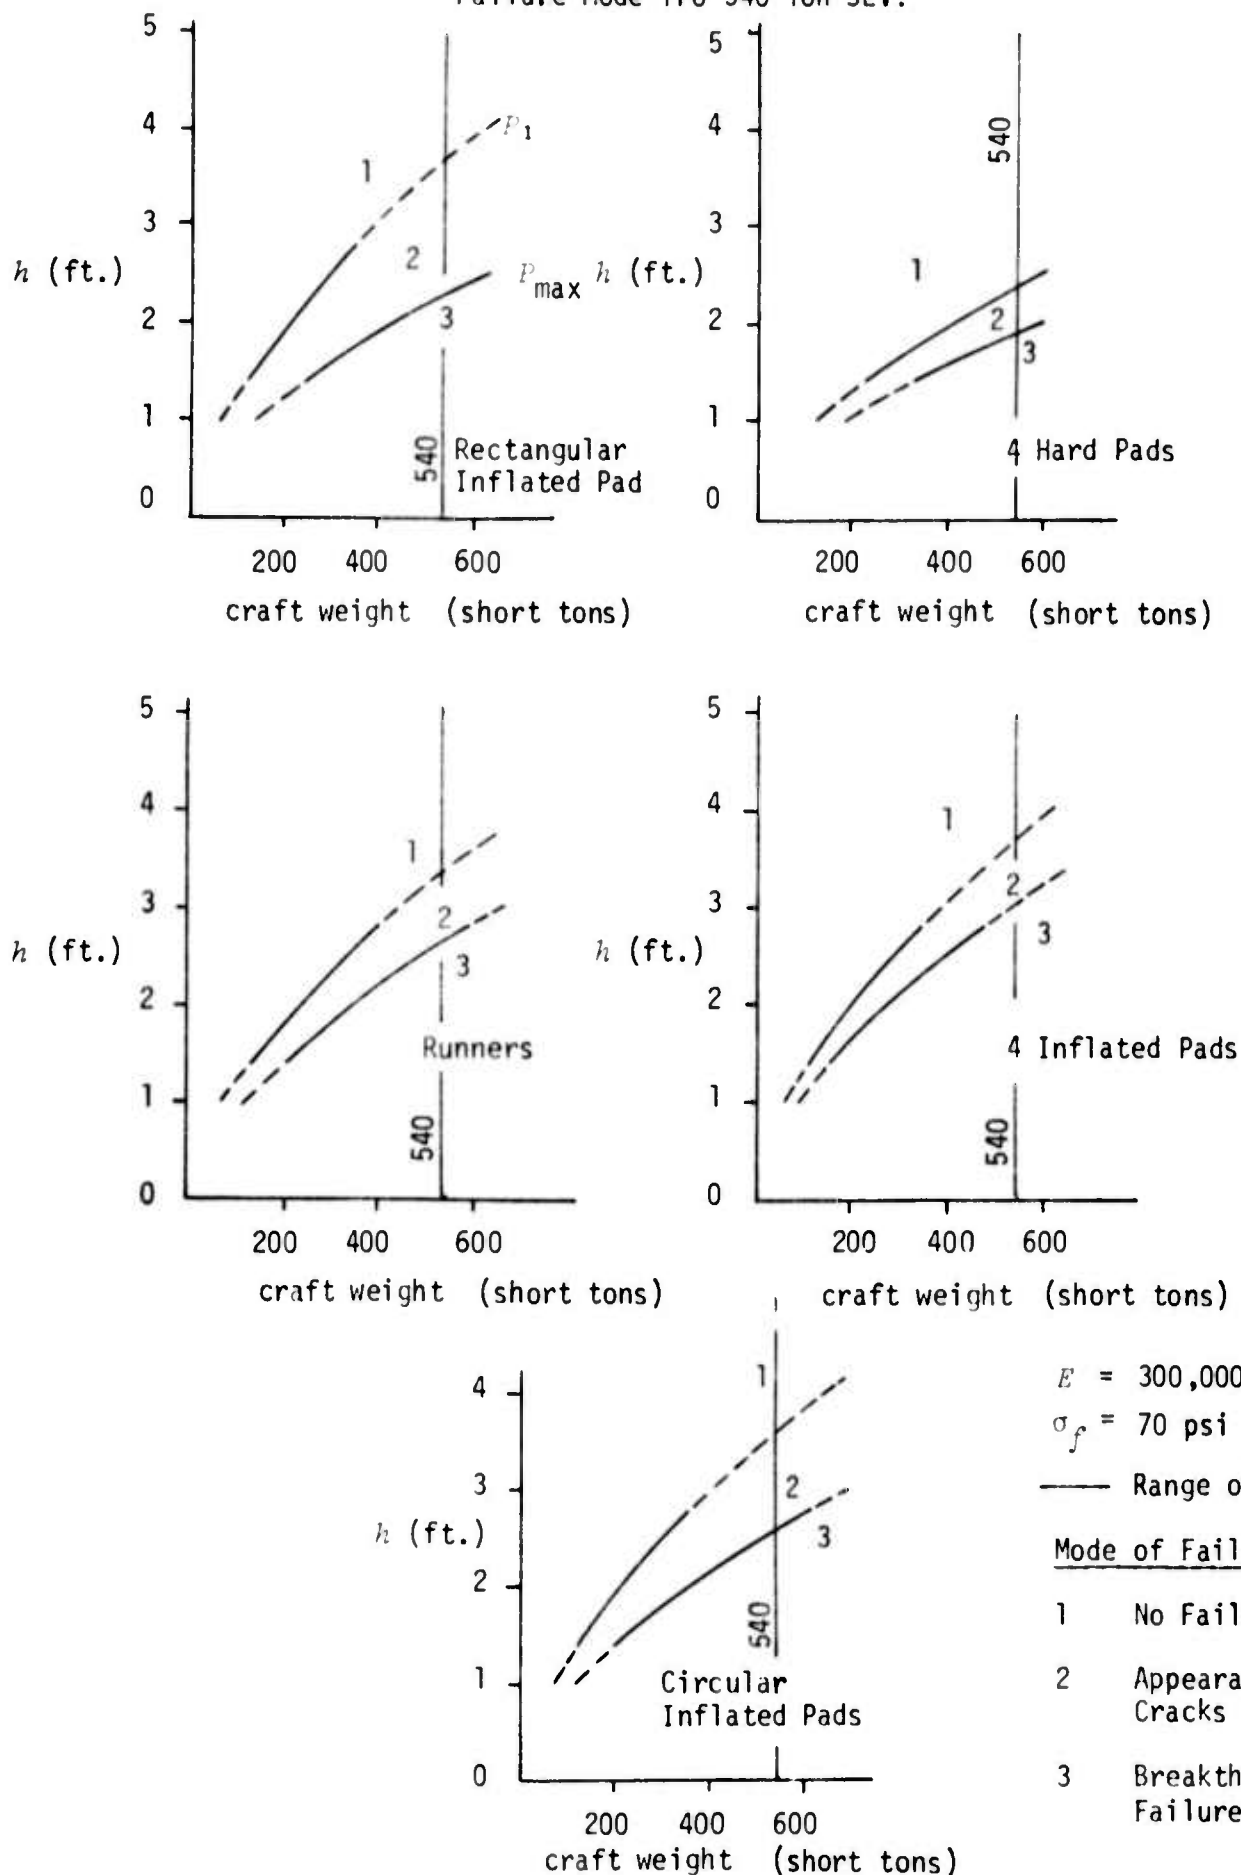 5
4
3
2
1
0
h (ft.)
P1
Pmax
1
2
3
540
Rectangular
Inflated Pad
200 400 600
craft weight (short tons)
5
4
3
2
1
0
h (ft.)
540
1
2
3
4 Hard Pads
200 400 600
craft weight (short tons)
5
4
3
2
1
0
h (ft.)
1
2
3
Runners
540
200 400 600
craft weight (short tons)
5
4
3
2
1
0
h (ft.)
1
2
3
4 Inflated Pads
540
200 400 600
craft weight (short tons)
4
3
2
1
0
h (ft.)
1
2
3
540
Circular
Inflated Pads
200 400 600
craft weight (short tons)
E = 300,000
σf = 70 psi
Range o
Mode of Fail
1 No Fail
2 Appeara
Cracks
3 Breakth
Failure